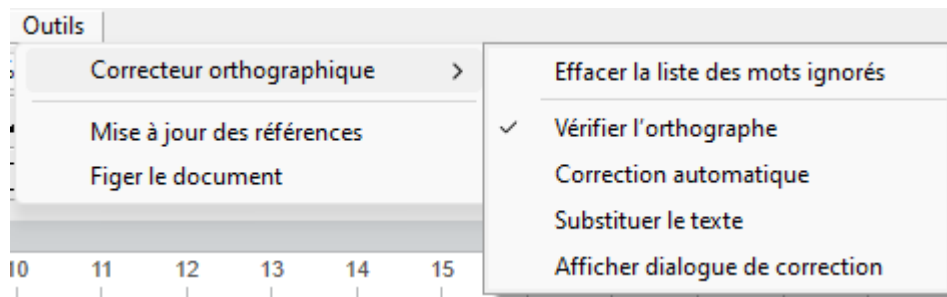 Outils
Correcteur orthographique >
Effacer la liste des mots ignorés
Mise à jour des références
✓ Vérifier l'orthographe
Figer le document
Correction automatique
Substituer le texte
Afficher dialogue de correction
10 11 12 13 14 15